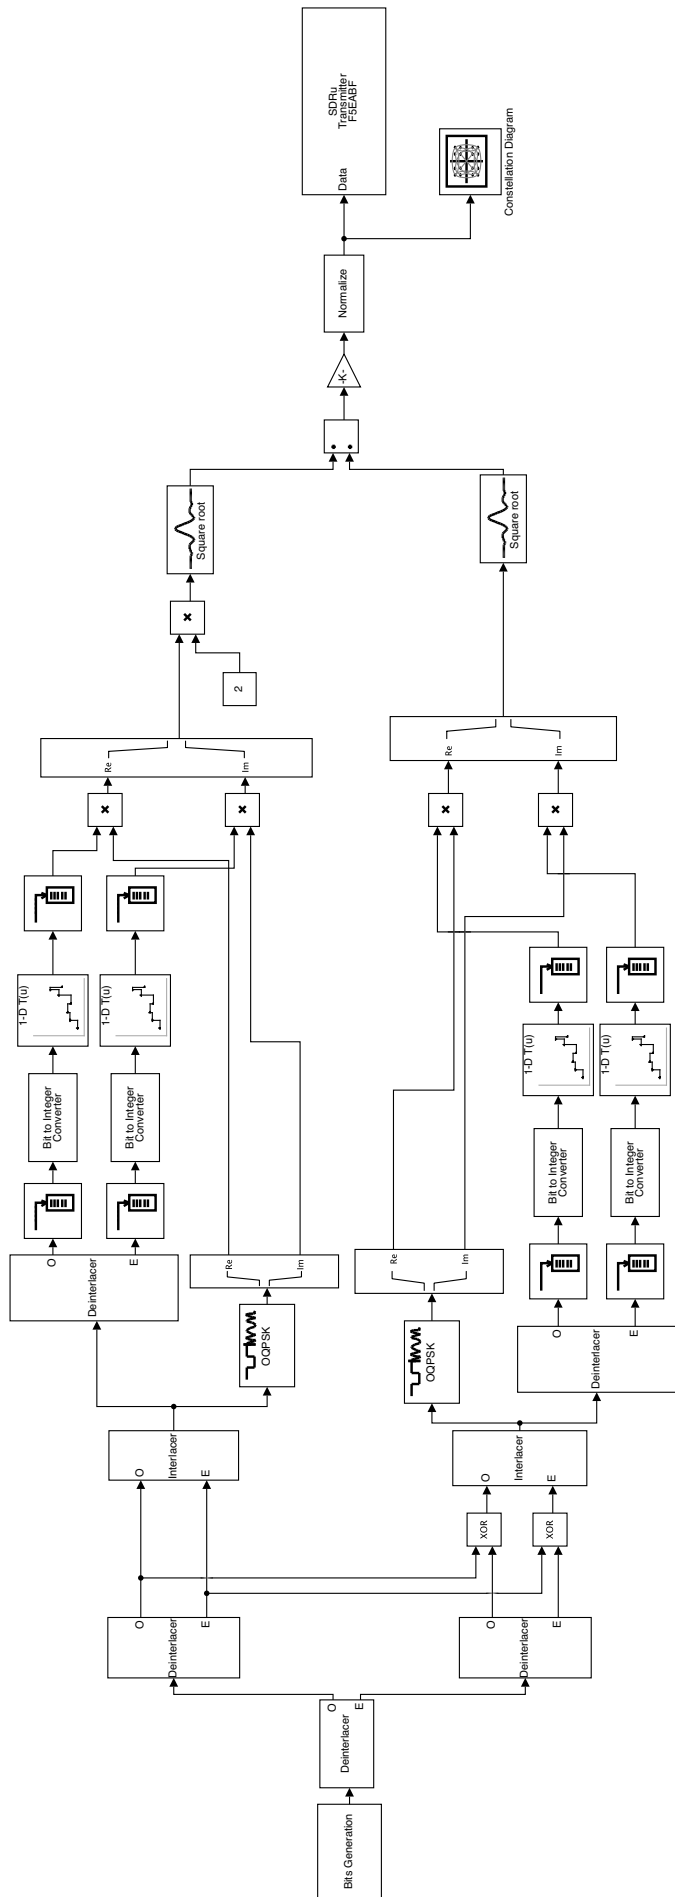 Bits Generation
Deinterlacer
O
E
Deinterlacer
O
E
Deinterlacer
O
E
XOR
XOR
O
Interlacer
E
O
Interlacer
E
OQPSK
Deinterlacer
O
E
Re
Im
Bit to Integer
Converter
Bit to Integer
Converter
1-D T(u)
1-D T(u)
Re
Im
2
Square root
OQPSK
Re
Im
Deinterlacer
O
E
Bit to Integer
Converter
Bit to Integer
Converter
1-D T(u)
1-D T(u)
Re
Im
Square root
-K-
Normalize
Data
SDRu
Transmitter
F5EABF
Constellation Diagram